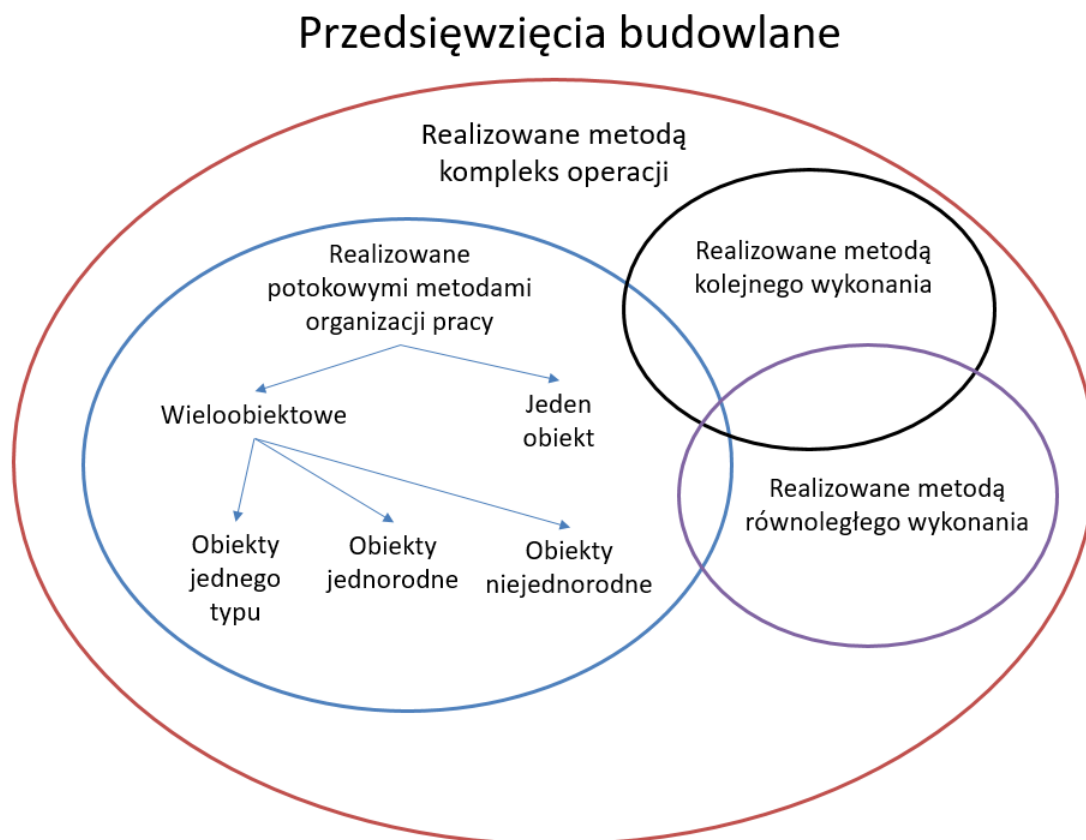 Przedsięwzięcia budowlane
Realizowane metodą
kompleks operacji
Realizowane metodą
kolejnego wykonania
Realizowane
potokowymi metodami
organizacji pracy
Wieloobiektowe
Jeden
obiekt
Realizowane metodą
równoległego wykonania
Obiekty
jednego
typu
Obiekty
jednorodne
Obiekty
niejednorodne